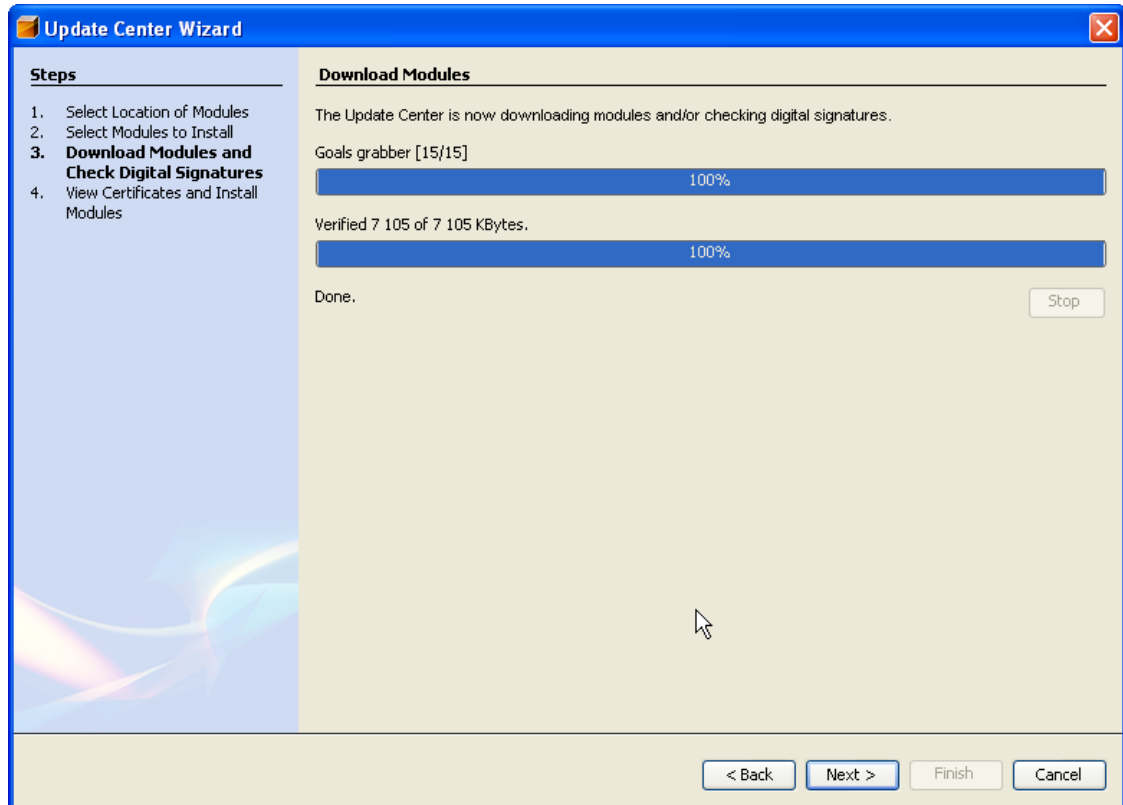 Update Center Wizard
Steps
1. Select Location of Modules
2. Select Modules to Install
3. Download Modules and
Check Digital Signatures
4. View Certificates and Install
Modules
Download Modules
The Update Center is now downloading modules and/or checking digital signatures.
Goals grabber [15/15]
100%
Verified 7 105 of 7 105 KBytes.
100%
Done.
Stop
< Back
Next >
Finish
Cancel